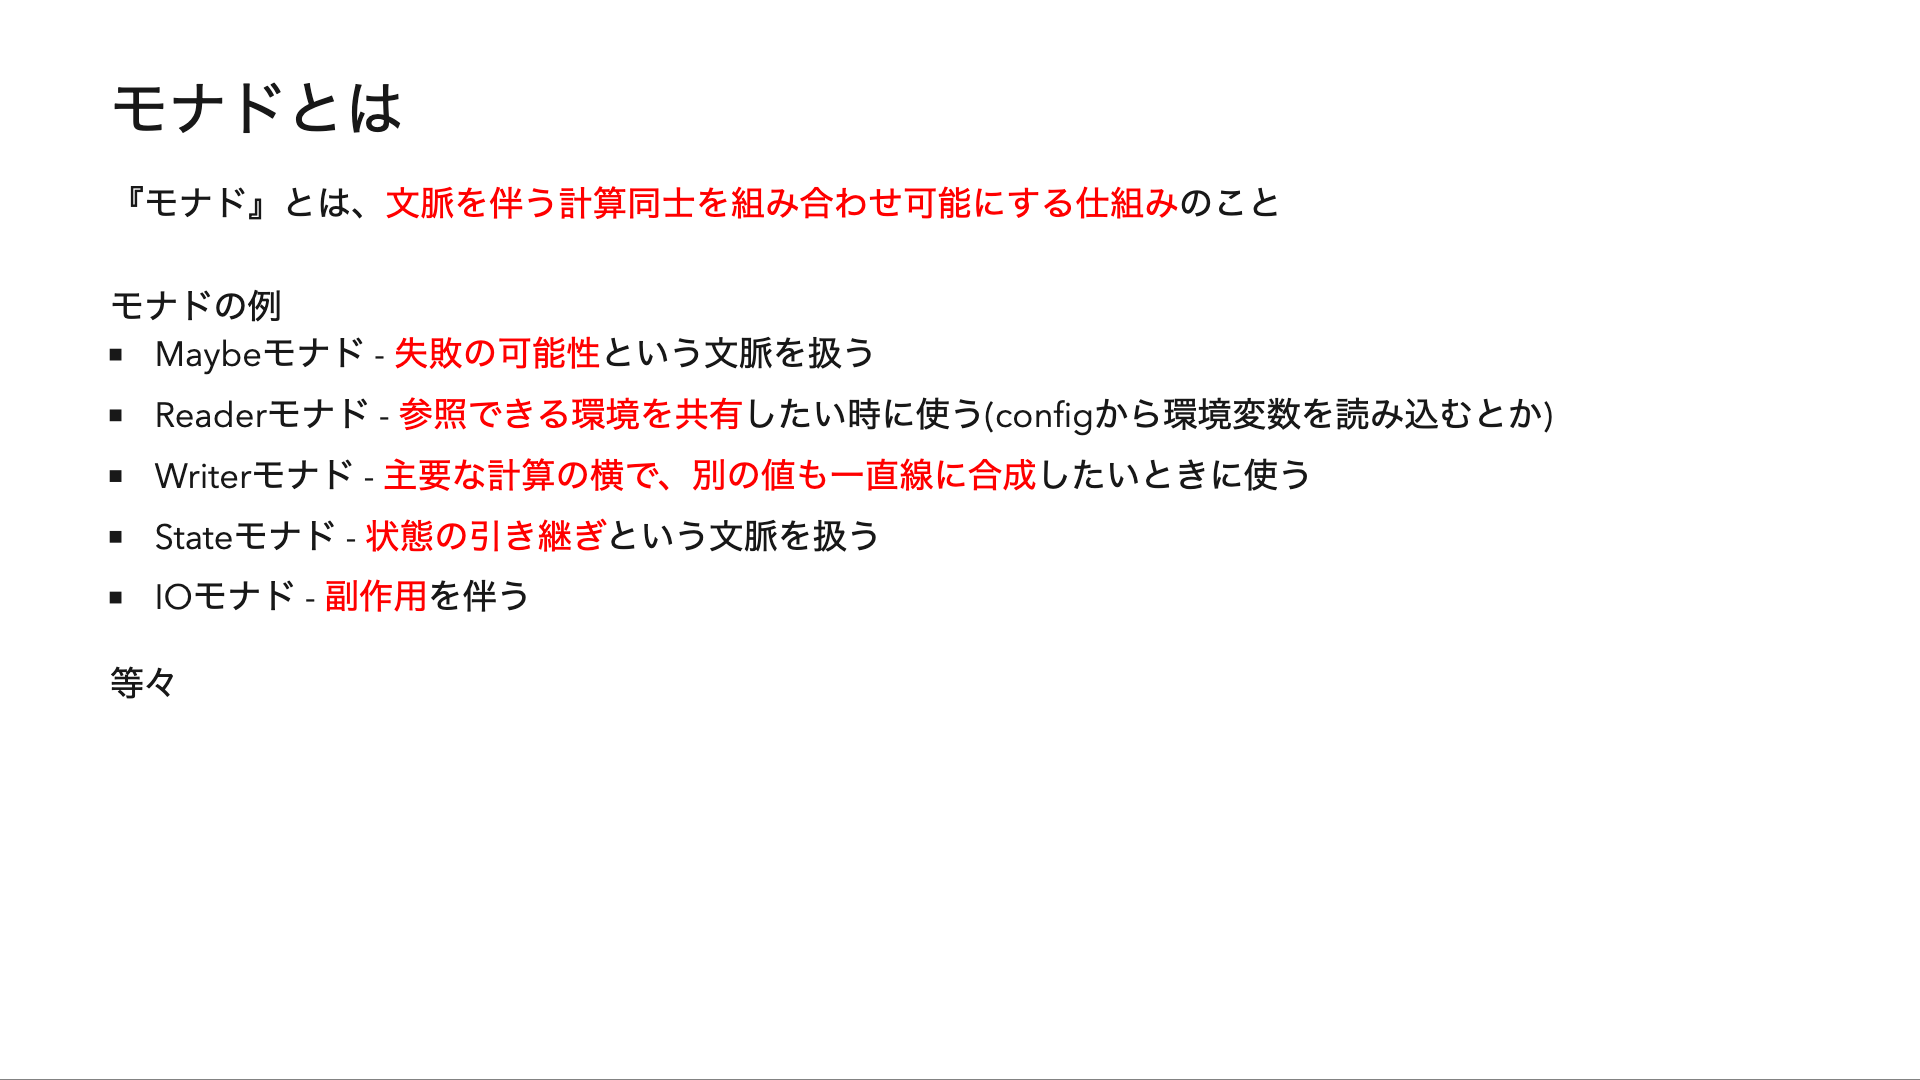 モナドとは
『モナド』とは、文脈を伴う計算同士を組み合わせ可能にする仕組みのこと
モナドの例
▪ Maybeモナド - 失敗の可能性という文脈を扱う
▪ Readerモナド - 参照できる環境を共有したい時に使う(configから環境変数を読み込むとか)
▪ Writerモナド - 主要な計算の横で、別の値も一直線に合成したいときに使う
▪ Stateモナド - 状態の引き継ぎという文脈を扱う
▪ IOモナド - 副作用を伴う
等々